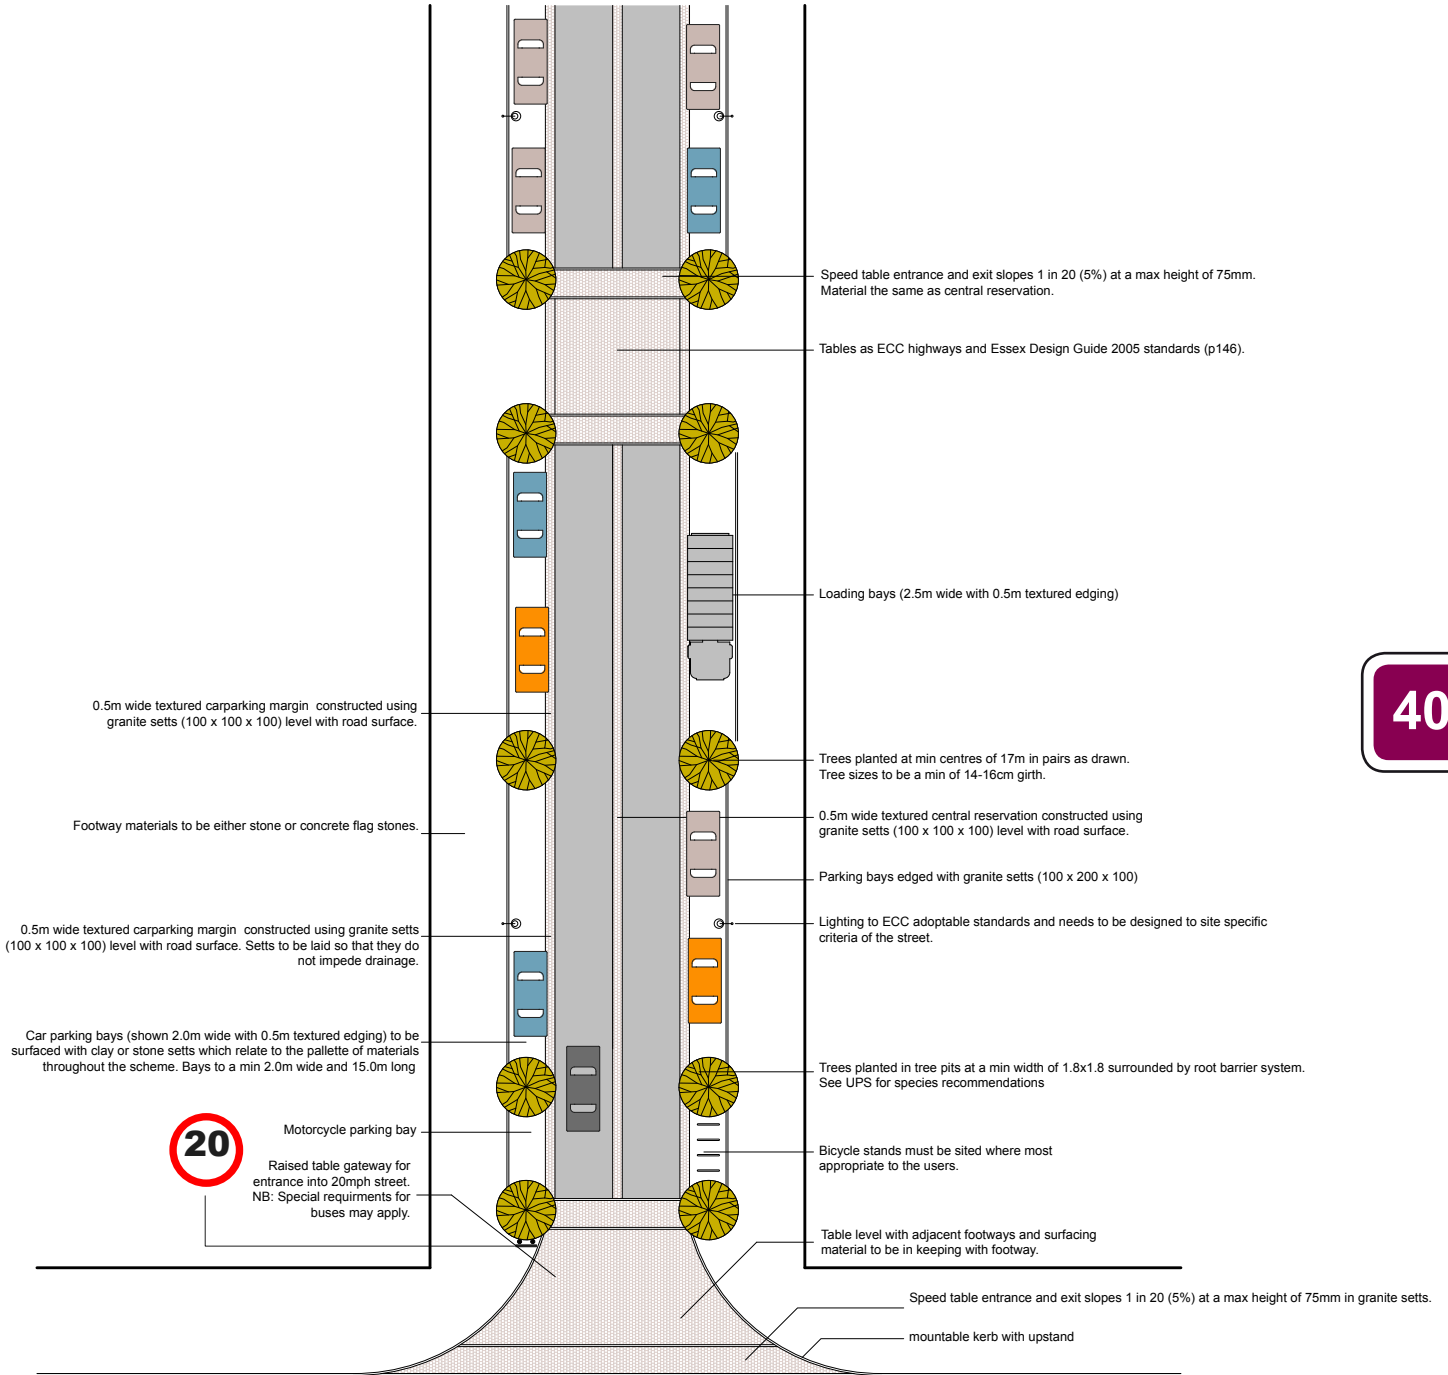 Speed table entrance and exit slopes 1 in 20 (5%) at a max height of 75mm.
Material the same as central reservation.
Tables as ECC highways and Essex Design Guide 2005 standards (p146).
Loading bays (2.5m wide with 0.5m textured edging)
40
0.5m wide textured carparking margin constructed using
granite setts (100 x 100 x 100) level with road surface.
Trees planted at min centres of 17m in pairs as drawn.
Tree sizes to be a min of 14-16cm girth.
Footway materials to be either stone or concrete flag stones.
0.5m wide textured central reservation constructed using
granite setts (100 x 100 x 100) level with road surface.
Parking bays edged with granite setts (100 x 200 x 100)
0.5m wide textured carparking margin constructed using granite setts
(100 x 100 x 100) level with road surface. Setts to be laid so that they do
not impede drainage.
Lighting to ECC adoptable standards and needs to be designed to site specific
criteria of the street.
Car parking bays (shown 2.0m wide with 0.5m textured edging) to be
surfaced with clay or stone setts which relate to the pallette of materials
throughout the scheme. Bays to a min 2.0m wide and 15.0m long
Trees planted in tree pits at a min width of 1.8x1.8 surrounded by root barrier system.
See UPS for species recommendations
20
Motorcycle parking bay
Bicycle stands must be sited where most
appropriate to the users.
Raised table gateway for
entrance into 20mph street.
NB: Special requirments for
buses may apply.
Table level with adjacent footways and surfacing
material to be in keeping with footway.
Speed table entrance and exit slopes 1 in 20 (5%) at a max height of 75mm in granite setts.
mountable kerb with upstand